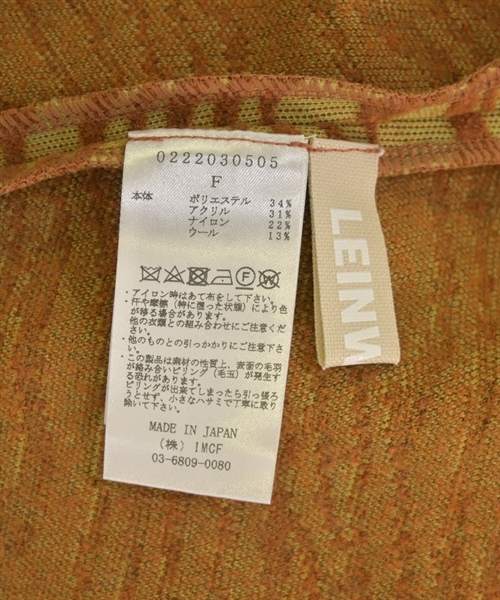 0222030505
F
本体 ポリエステル 34%
アクリル 31%
ナイロン 22%
ウール 13%
・アイロン時はあて布をして下さい。
・汗や摩擦（特に湿った状態）により色
が移る場合があります。
他の衣類との組み合わせにご注意くだ
さい。
・他のものとの引っかかりにご注意下さ
い。
・この製品は素材の性質上、表面の毛羽
が絡み合いピリング（毛玉）が発生す
る恐れがあります。
ピリングが出来てしまったら引っ張ろ
うとせず、小さなハサミで丁寧に取り
除いて下さい。
MADE IN JAPAN
（株）IMCF
03-6809-0080
LEINW